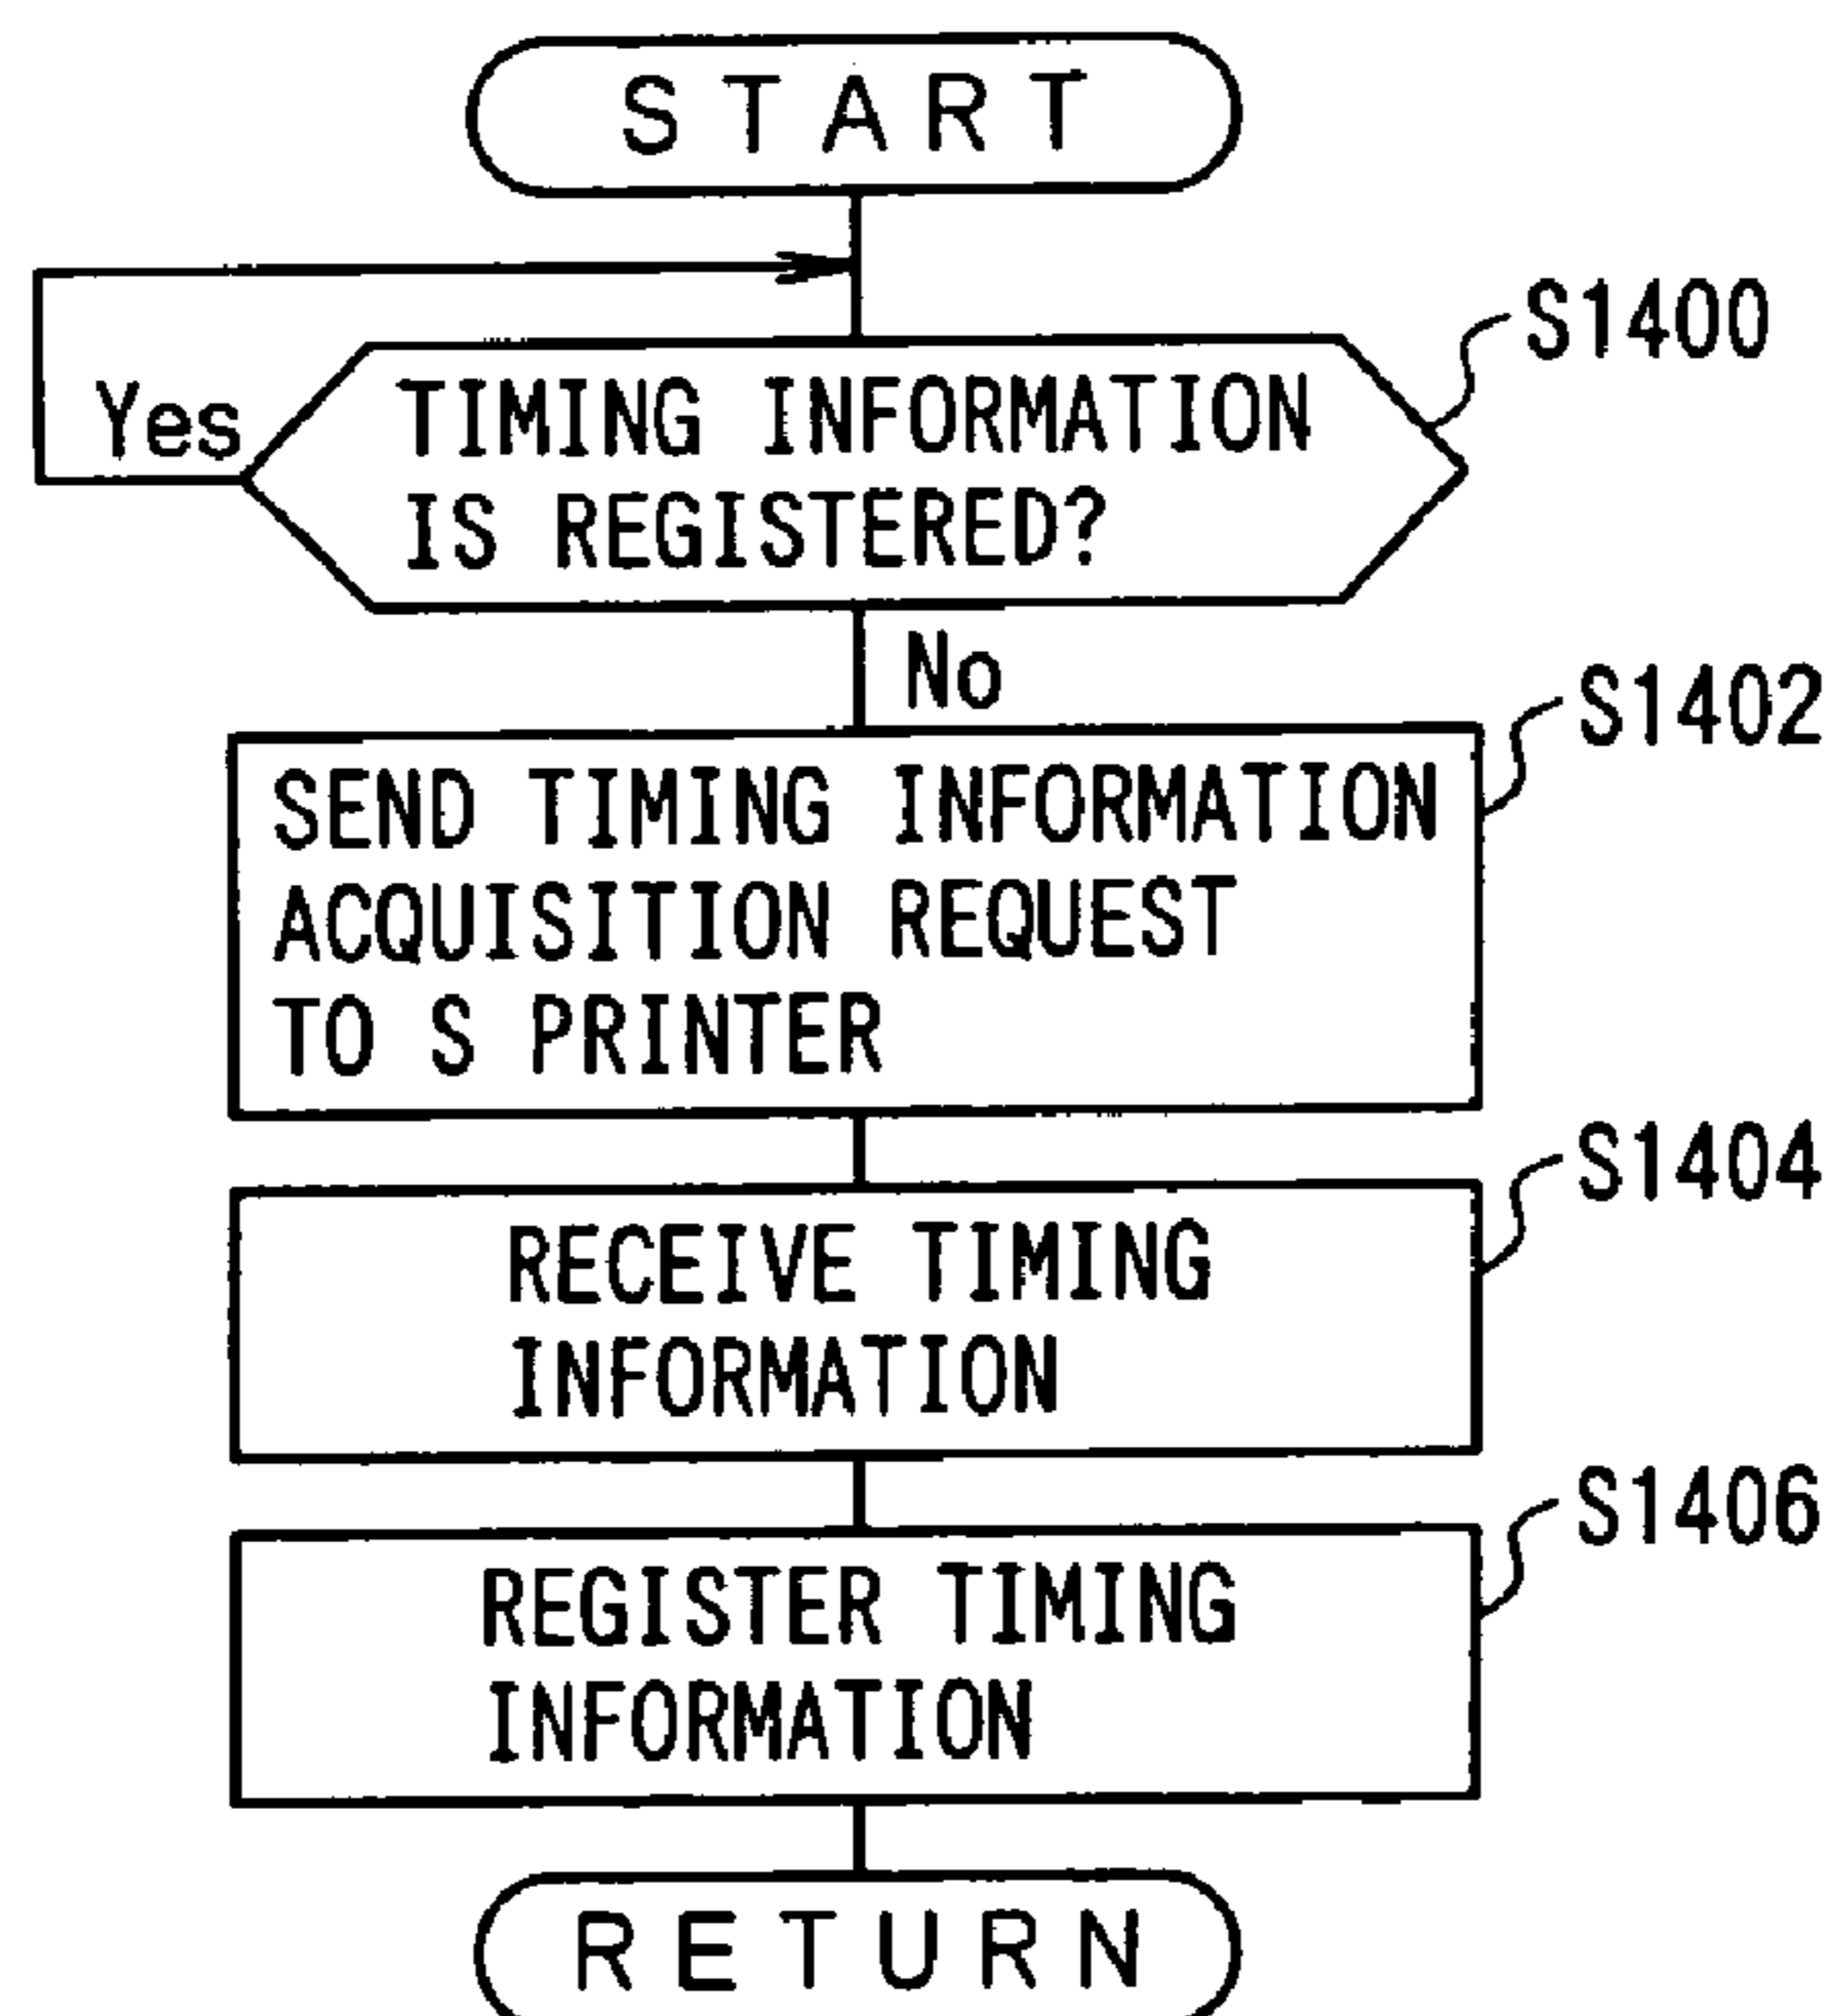 START
S1400
Yes
TIMING INFORMATION
IS REGISTERED?
No
S1402
SEND TIMING INFORMATION
ACQUISITION REQUEST
TO S PRINTER
S1404
RECEIVE TIMING
INFORMATION
S1406
REGISTER TIMING
INFORMATION
RETURN